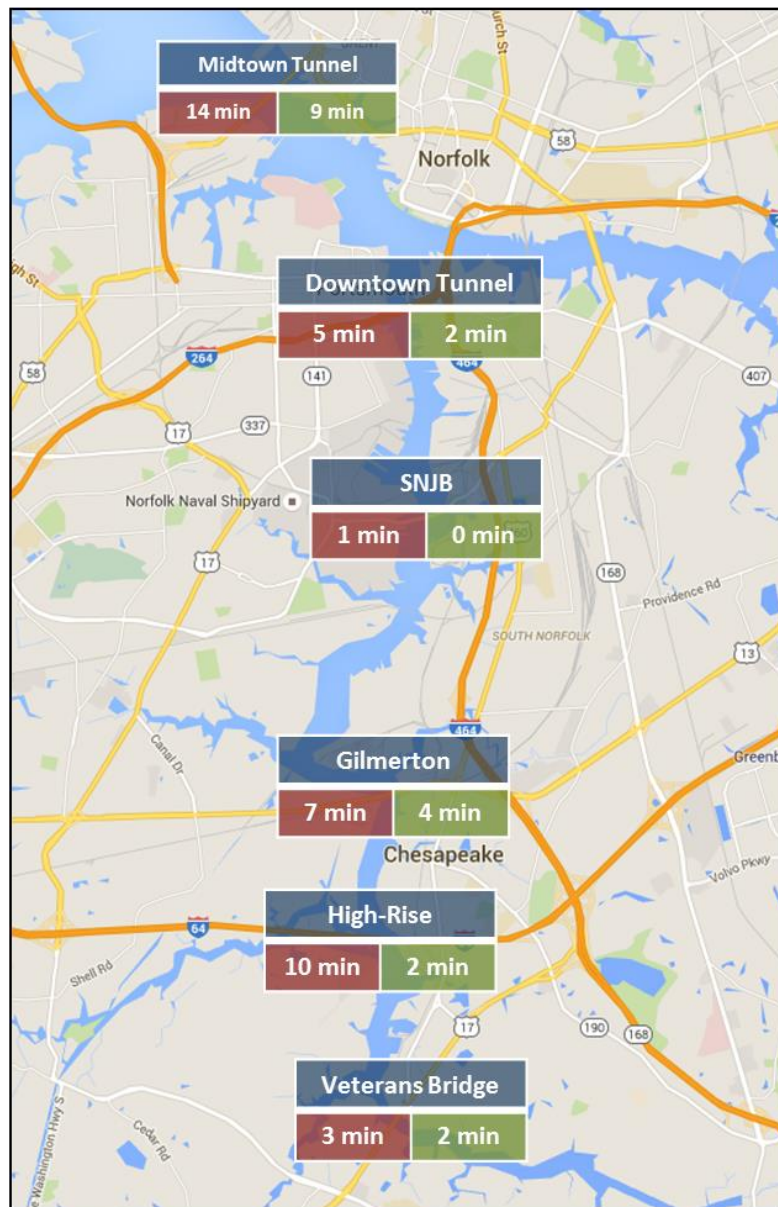 Midtown Tunnel
14 min 9 min
58
Norfolk
Downtown Tunnel
5 min 2 min
264
464
58
141
407
17
337
SNJB
1 min 0 min
Norfolk Naval Shipyard
17
168
Providence Rd
SOUTH NORFOLK
13
464
Canal Dr
Gilmerton
7 min 4 min
Chesapeake
Volvo Pkwy
High-Rise
10 min 2 min
64
Shell Rd
17
190
168
Veterans Bridge
3 min 2 min
Cedar Rd
Washington Hwy S